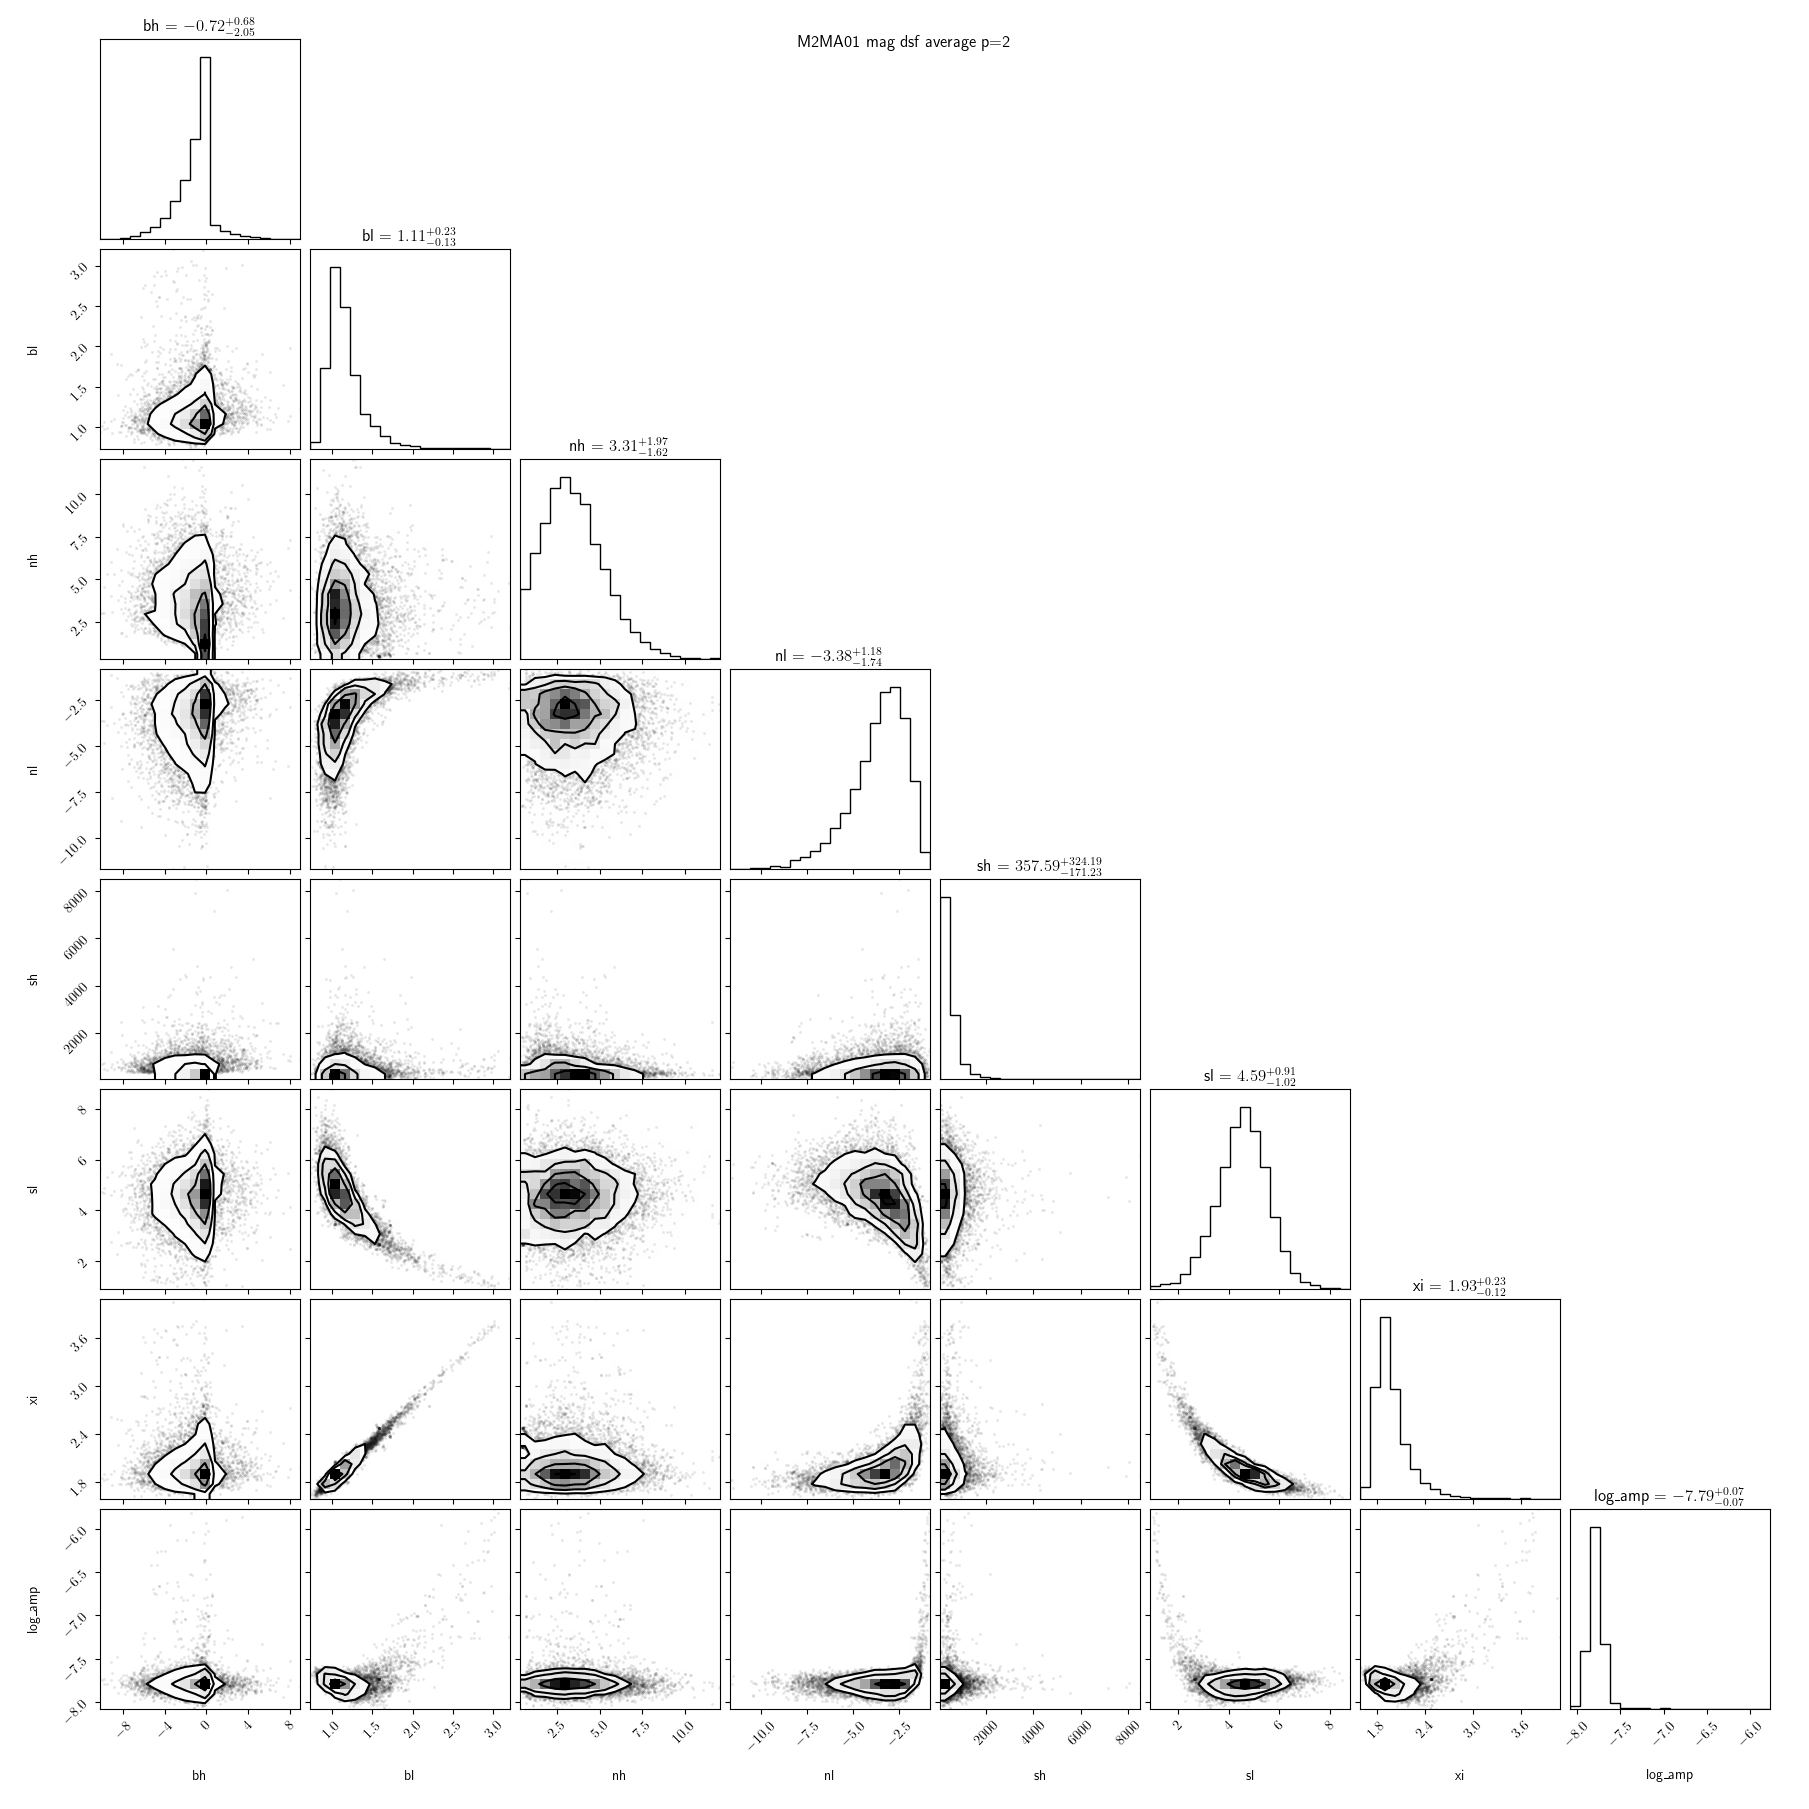 M2MA01 mag dsf average p=2
bh = −0.72+0.68−2.05
bl = 1.11+0.23−0.13
3.0
2.5
2.0
1.5
1.0
bl
nh = 3.31+1.97−1.62
10.0
7.5
5.0
2.5
nh
nl = −3.38+1.18−1.74
−2.5
−5.0
−7.5
−10.0
nl
sh = 357.59+324.19−171.23
8000
6000
4000
2000
sh
sl = 4.59+0.91−1.02
8
6
4
2
sl
xi = 1.93+0.23−0.12
3.6
3.0
2.4
1.8
xi
log_amp = −7.79+0.07−0.07
−6.0
−6.5
−7.0
−7.5
−8.0
log_amp
−8 −4 0 4 8 1.0 1.5 2.0 2.5 3.0 2.5 5.0 7.5 10.0 −10.0 −7.5 −5.0 −2.5 2000 4000 6000 8000 2 4 6 8 1.8 2.4 3.0 3.6 −8.0 −7.5 −7.0 −6.5 −6.0
bh bl nh nl sh sl xi log_amp